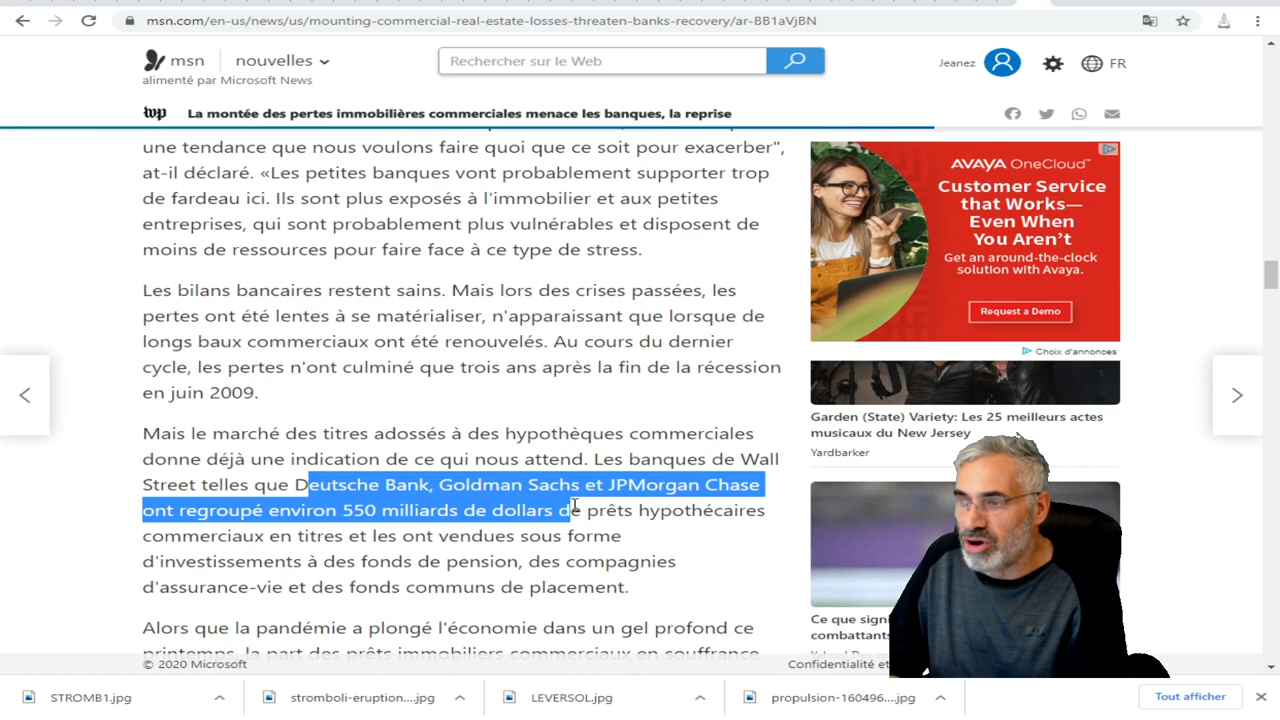 msn.com/en-us/news/us/mounting-commercial-real-estate-losses-threaten-banks-recovery/ar-BB1aVjBN
msn
nouvelles
alimenté par Microsoft News
Rechercher sur le Web
Jeanez
FR
wp
La montée des pertes immobilières commerciales menace les banques, la reprise
une tendance que nous voulons faire quoi que ce soit pour exacerber",
at-il déclaré. «Les petites banques vont probablement supporter trop
de fardeau ici. Ils sont plus exposés à l'immobilier et aux petites
entreprises, qui sont probablement plus vulnérables et disposent de
moins de ressources pour faire face à ce type de stress.
Les bilans bancaires restent sains. Mais lors des crises passées, les
pertes ont été lentes à se matérialiser, n'apparaissant que lorsque de
longs baux commerciaux ont été renouvelés. Au cours du dernier
cycle, les pertes n'ont culminé que trois ans après la fin de la récession
en juin 2009.
Mais le marché des titres adossés à des hypothèques commerciales
donne déjà une indication de ce qui nous attend. Les banques de Wall
Street telles que Deutsche Bank, Goldman Sachs et JPMorgan Chase
ont regroupé environ 550 milliards de dollars de prêts hypothécaires
commerciaux en titres et les ont vendues sous forme
d'investissements à des fonds de pension, des compagnies
d'assurance-vie et des fonds communs de placement.
Alors que la pandémie a plongé l'économie dans un gel profond ce
printemps, la part des prêts immobiliers commerciaux en souffrance
AVAYA OneCloud™
Customer Service
that Works—
Even When
You Aren't
Get an around-the-clock
solution with Avaya.
Request a Demo
Choix d'annonces
Garden (State) Variety: Les 25 meilleurs actes
musicaux du New Jersey
Yardbarker
Ce que
combattants
© 2020 Microsoft
Confidentialité et
STROMB1.jpg
stromboli-eruption....jpg
LEVERSOL.jpg
propulsion-160496....jpg
Tout afficher